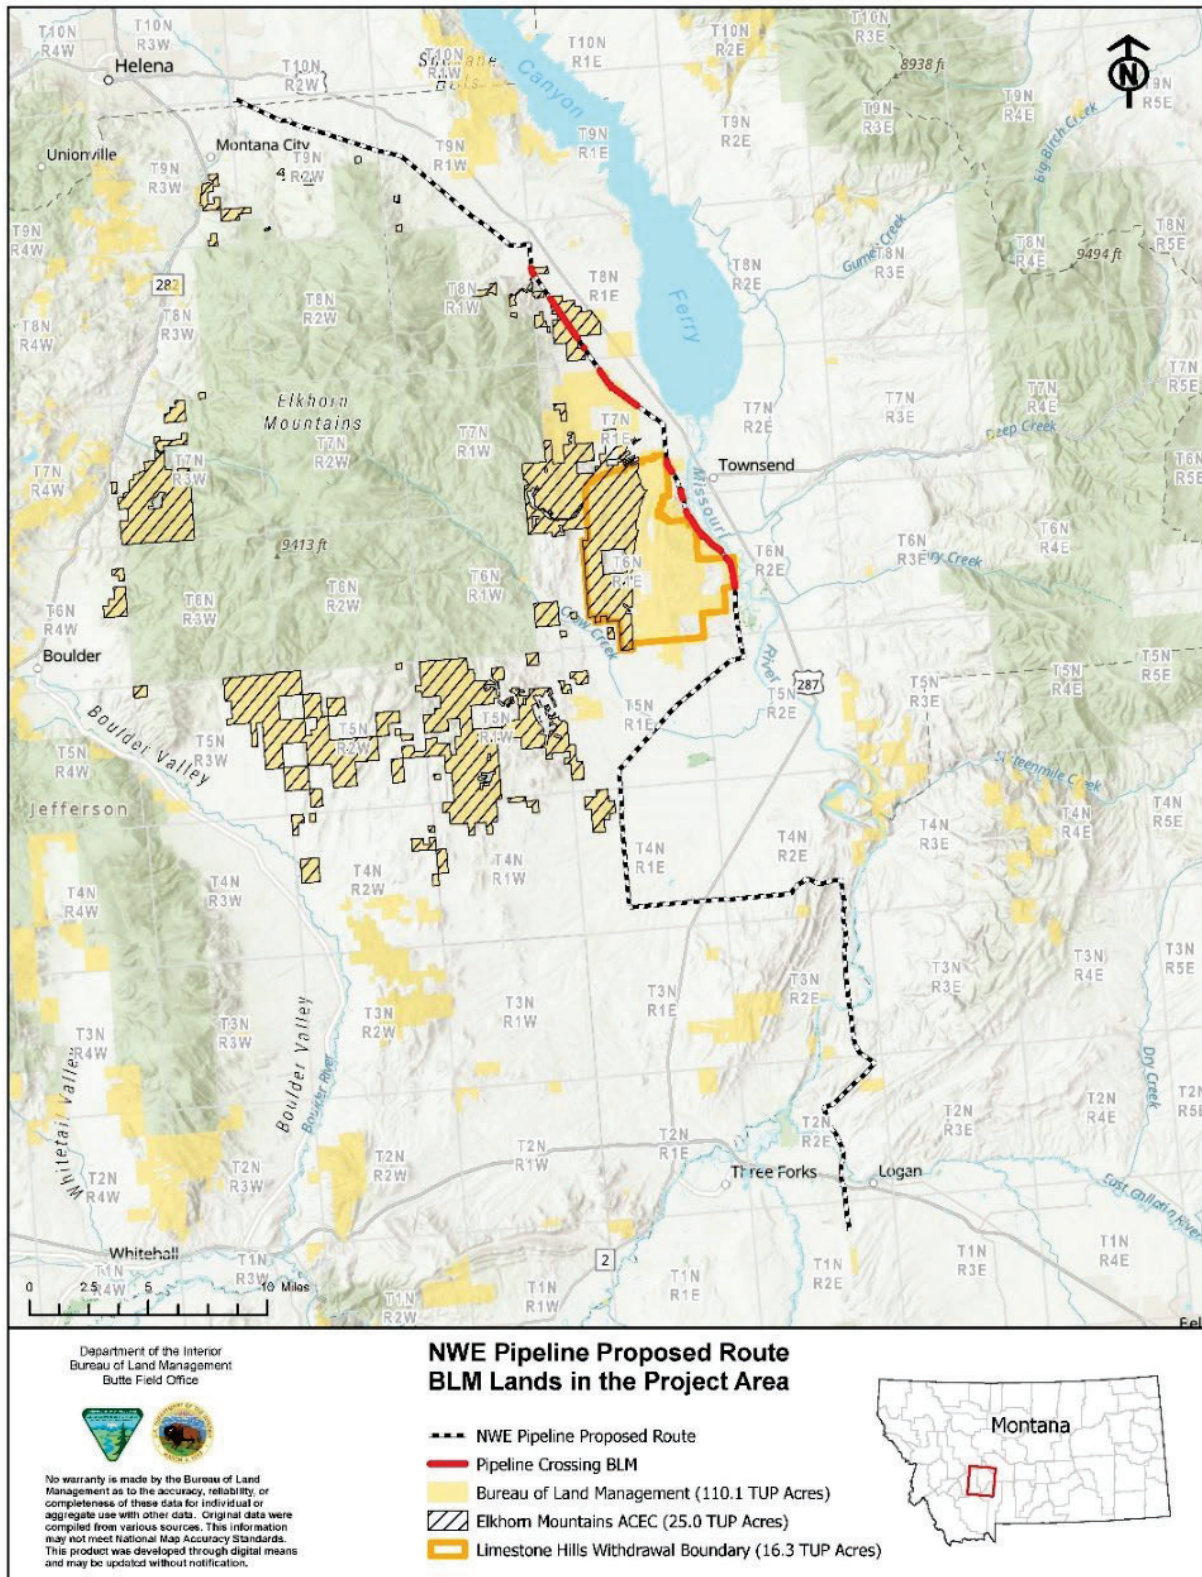 T10N
R4W
T10N
R3W
Helena
T10N
R2W
T10N
R1W
Canyon
T10N
R1E
T10N
R2E
T10N
R3E
8938 ft
N
T9N
R5E
T9N
R4E
T9N
R3E
Big Birch Creek
Unionville
Montana City
T9N
R3W
T9N
R2W
T9N
R1W
T9N
R1E
T9N
R2E
T9N
R4W
T8N
R5E
T8N
R4E
9494 ft
T8N
R3E
T8N
R2E
T8N
R1E
Ferry
282
T8N
R4W
T8N
R3W
T8N
R2W
T8N
R1W
Elkhorn
Mountains
T7N
R5E
T7N
R4E
T7N
R3E
T7N
R2E
T7N
R1E
T7N
R1W
T7N
R2W
T7N
R3W
T7N
R4W
Deep Creek
Townsend
Missouri
River
9413 ft
T6N
R5E
T6N
R4E
T6N
R3E
T6N
R2E
T6N
R1E
T6N
R1W
T6N
R2W
T6N
R3W
T6N
R4W
Crow Creek
Boulder
287
T5N
R5E
T5N
R4E
T5N
R3E
T5N
R2E
T5N
R1E
T5N
R1W
T5N
R2W
T5N
R3W
T5N
R4W
Boulder Valley
Jefferson
Sixteenmile Creek
T4N
R5E
T4N
R4E
T4N
R3E
T4N
R2E
T4N
R1E
T4N
R1W
T4N
R2W
T4N
R3W
T4N
R4W
T3N
R5E
T3N
R4E
T3N
R3E
T3N
R2E
T3N
R1E
T3N
R1W
T3N
R2W
T3N
R3W
T3N
R4W
Boulder Valley
Boulder River
Whitetail Valley
Dry Creek
T2N
R5E
T2N
R4E
T2N
R3E
T2N
R2E
T2N
R1E
T2N
R1W
T2N
R2W
T2N
R3W
T2N
R4W
Three Forks
Logan
East Gallatin River
Whitehall
2
T1N
R4E
T1N
R3E
T1N
R2E
T1N
R1E
T1N
R1W
T1N
R2W
T1N
R3W
T1N
R4W
0 2.5 5 10 Miles
Department of the Interior
Bureau of Land Management
Butte Field Office
No warranty is made by the Bureau of Land
Management as to the accuracy, reliability, or
completeness of these data for individual or
aggregate use with other data. Original data were
compiled from various sources. This information
may not meet National Map Accuracy Standards.
This product was developed through digital means
and may be updated without notification.
NWE Pipeline Proposed Route
BLM Lands in the Project Area
NWE Pipeline Proposed Route
Pipeline Crossing BLM
Bureau of Land Management (110.1 TUP Acres)
Elkhorn Mountains ACEC (25.0 TUP Acres)
Limestone Hills Withdrawal Boundary (16.3 TUP Acres)
Montana